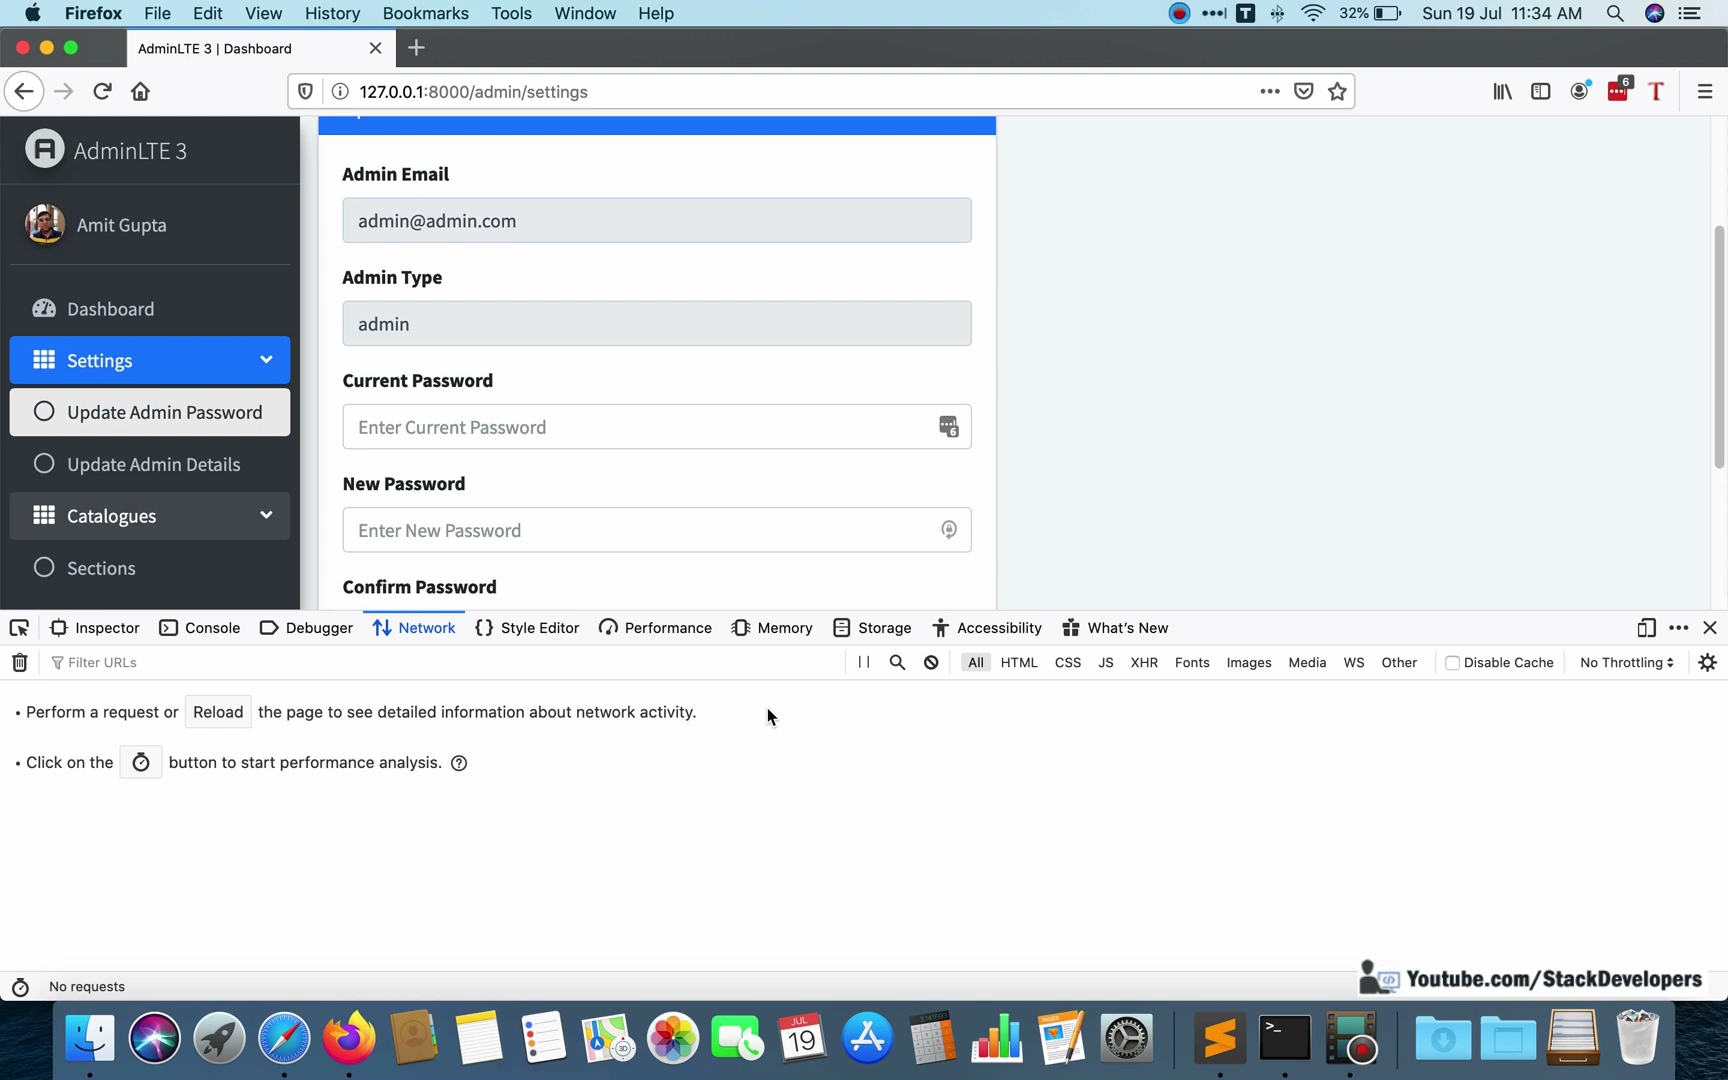 Firefox File Edit View History Bookmarks Tools Window Help
T 32% Sun 19 Jul 11:34 AM
AdminLTE 3 | Dashboard
127.0.0.1:8000/admin/settings
6
T
AdminLTE 3
Amit Gupta
Dashboard
Settings
Update Admin Password
Update Admin Details
Catalogues
Sections
Admin Email
admin@admin.com
Admin Type
admin
Current Password
Enter Current Password
6
New Password
Enter New Password
Confirm Password
Inspector Console Debugger Network Style Editor Performance Memory Storage Accessibility What's New
Filter URLs All HTML CSS JS XHR Fonts Images Media WS Other Disable Cache No Throttling
• Perform a request or Reload the page to see detailed information about network activity.
• Click on the button to start performance analysis. ?
No requests
Youtube.com/StackDevelopers
3D
JUL
19
PAGES